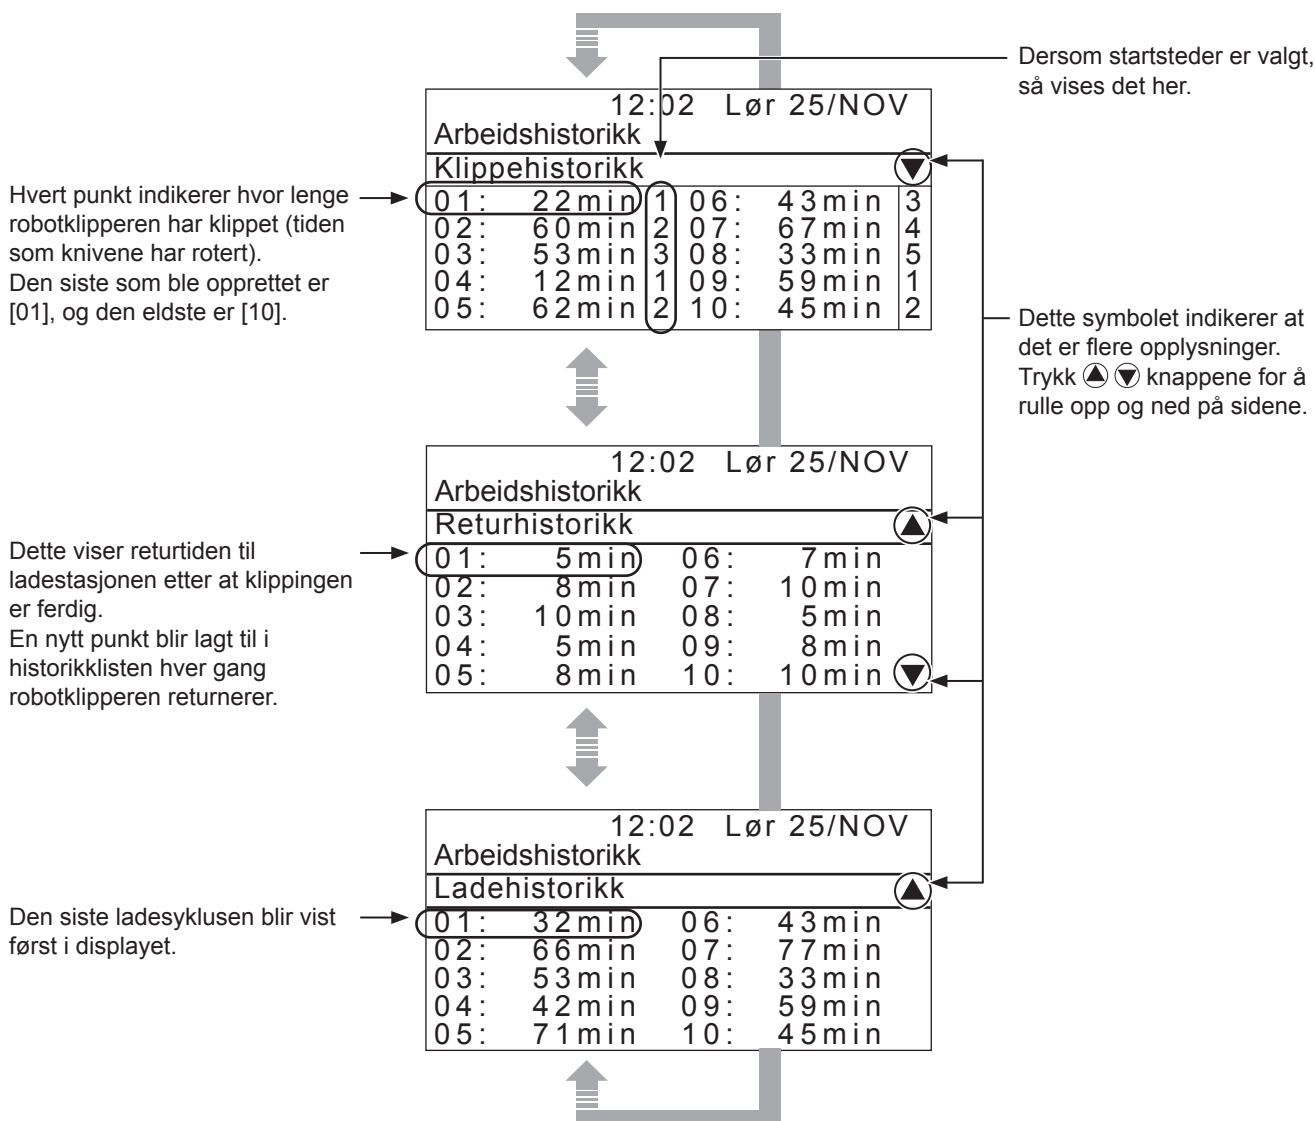 Dersom startsteder er valgt,
så vises det her.
12:02 Lør 25/NOV
Arbeidshistorikk
Klippehistorikk
01: 22min 1 06: 43min 3
02: 60min 2 07: 67min 4
03: 53min 3 08: 33min 5
04: 12min 1 09: 59min 1
05: 62min 2 10: 45min 2
Hvert punkt indikerer hvor lenge
robotklipperen har klippet (tiden
som knivene har rotert).
Den siste som ble opprettet er
[01], og den eldste er [10].
Dette symbolet indikerer at
det er flere opplysninger.
Trykk ▲ ▼ knappene for å
rulle opp og ned på sidene.
12:02 Lør 25/NOV
Arbeidshistorikk
Returhistorikk
01: 5min 06: 7min
02: 8min 07: 10min
03: 10min 08: 5min
04: 5min 09: 8min
05: 8min 10: 10min
Dette viser returtiden til
ladestasjonen etter at klippingen
er ferdig.
En nytt punkt blir lagt til i
historikklisten hver gang
robotklipperen returnerer.
12:02 Lør 25/NOV
Arbeidshistorikk
Ladehistorikk
01: 32min 06: 43min
02: 66min 07: 77min
03: 53min 08: 33min
04: 42min 09: 59min
05: 71min 10: 45min
Den siste ladesyklusen blir vist
først i displayet.